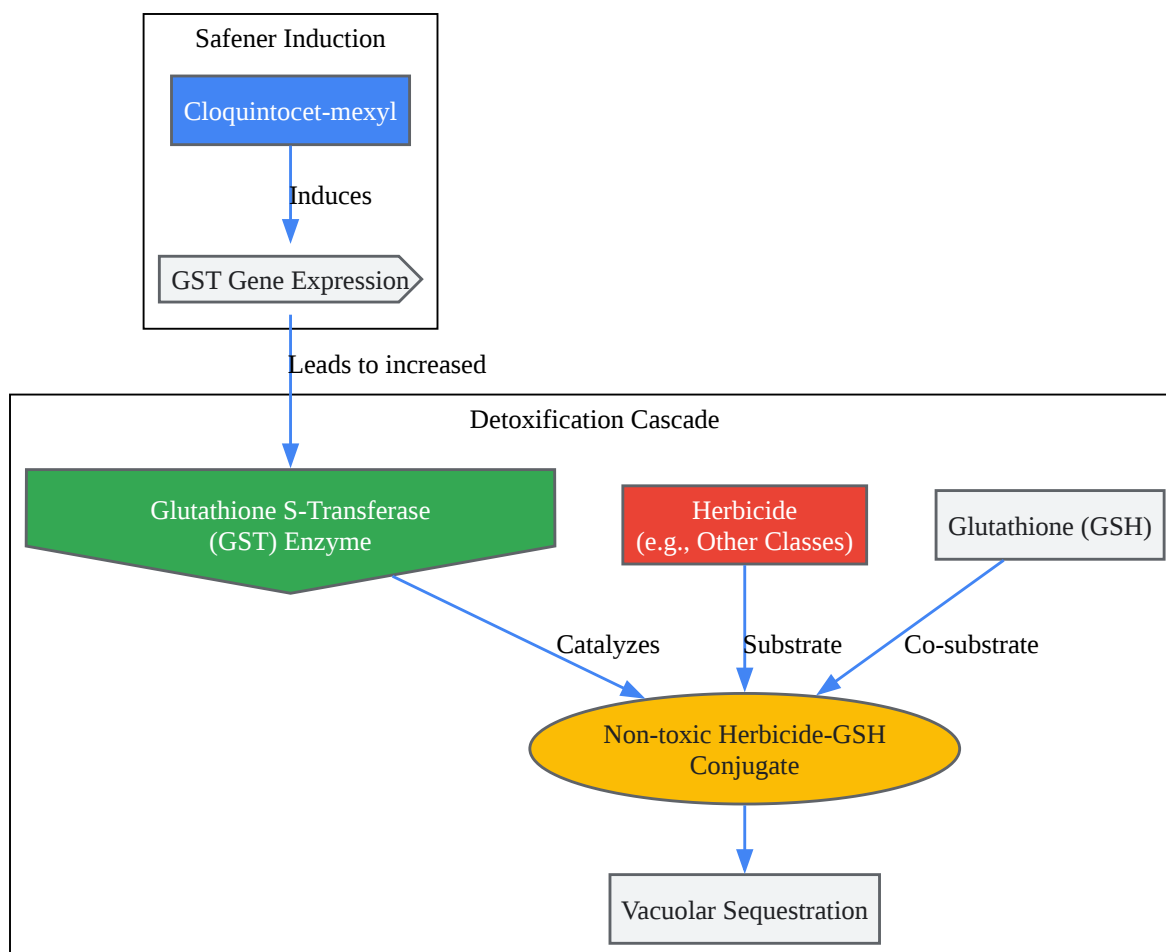 Safener Induction
Cloquintocet-mexyl
Induces
GST Gene Expression
Leads to increased
Detoxification Cascade
Glutathione S-Transferase
(GST) Enzyme
Herbicide
(e.g., Other Classes)
Glutathione (GSH)
Catalyzes
Substrate
Co-substrate
Non-toxic Herbicide-GSH
Conjugate
Vacuolar Sequestration